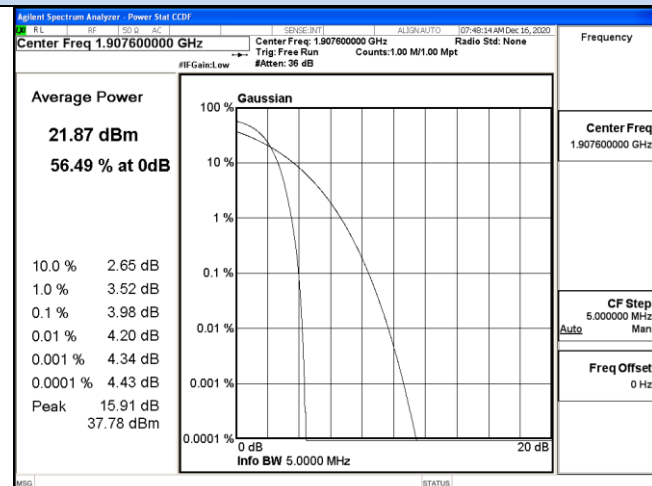 Agilent Spectrum Analyzer - Power Stat CCDF
RL RF 50 Ω AC SENSE:INT ALIGN AUTO 07:48:14 AM Dec 16, 2020
Center Freq 1.907600000 GHz
Center Freq: 1.907600000 GHz Radio Std: None
Trig: Free Run Counts:1.00 M/1.00 Mpt
#IFGain:Low #Atten: 36 dB
Frequency
Average Power
21.87 dBm
56.49 % at 0dB
10.0 % 2.65 dB
1.0 % 3.52 dB
0.1 % 3.98 dB
0.01 % 4.20 dB
0.001 % 4.34 dB
0.0001 % 4.43 dB
Peak 15.91 dB
37.78 dBm
Gaussian
100 %
10 %
1 %
0.1 %
0.01 %
0.001 %
0.0001 %
0 dB 20 dB
Info BW 5.0000 MHz
Center Freq
1.907600000 GHz
CF Step
5.000000 MHz
Auto Man
Freq Offset
0 Hz
MSG STATUS